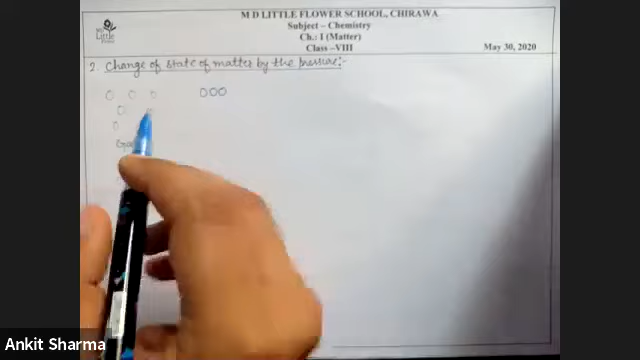 M D LITTLE FLOWER SCHOOL, CHIRAWA
Subject – Chemistry
Ch.: I (Matter)
Class –VIII
May 30, 2020
2. Change of state of matter by the pressure:-
Ankit Sharma